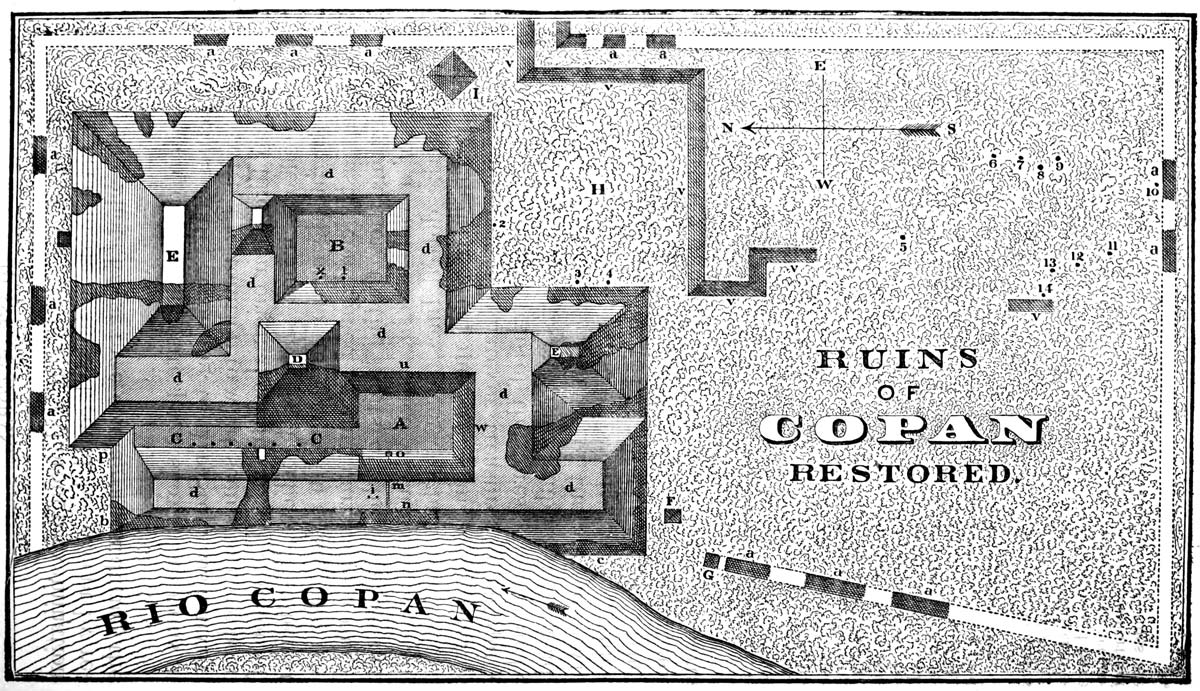 a a a a a
I
v
v
E
N S
W
a
6 7 8 9
a
10
H
v
d
2
E
B
d
d
5
a
2 1
3 4
v
11
12
13
14
v
v
a
d
D
E
u
d
d
A
w
a
C C
p
o
RUINS
OF
COPAN
RESTORED.
d
i
m
n
d
b
F
c
G
a
a
a
RIO COPAN